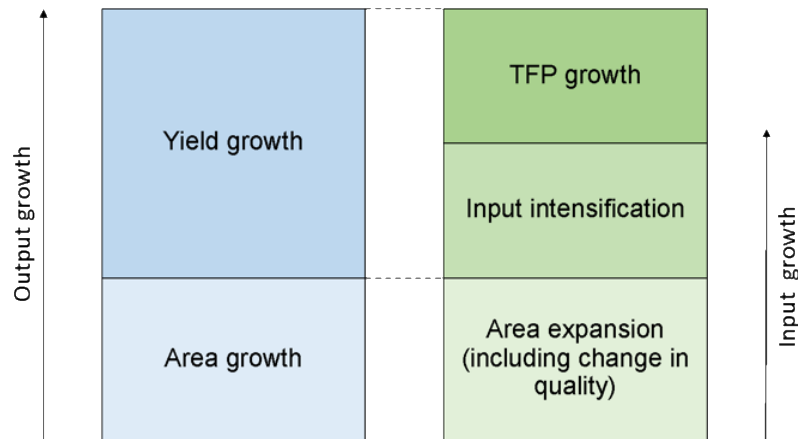 Output growth
Yield growth
Area growth
TFP growth
Input intensification
Area expansion
(including change in
quality)
Input growth